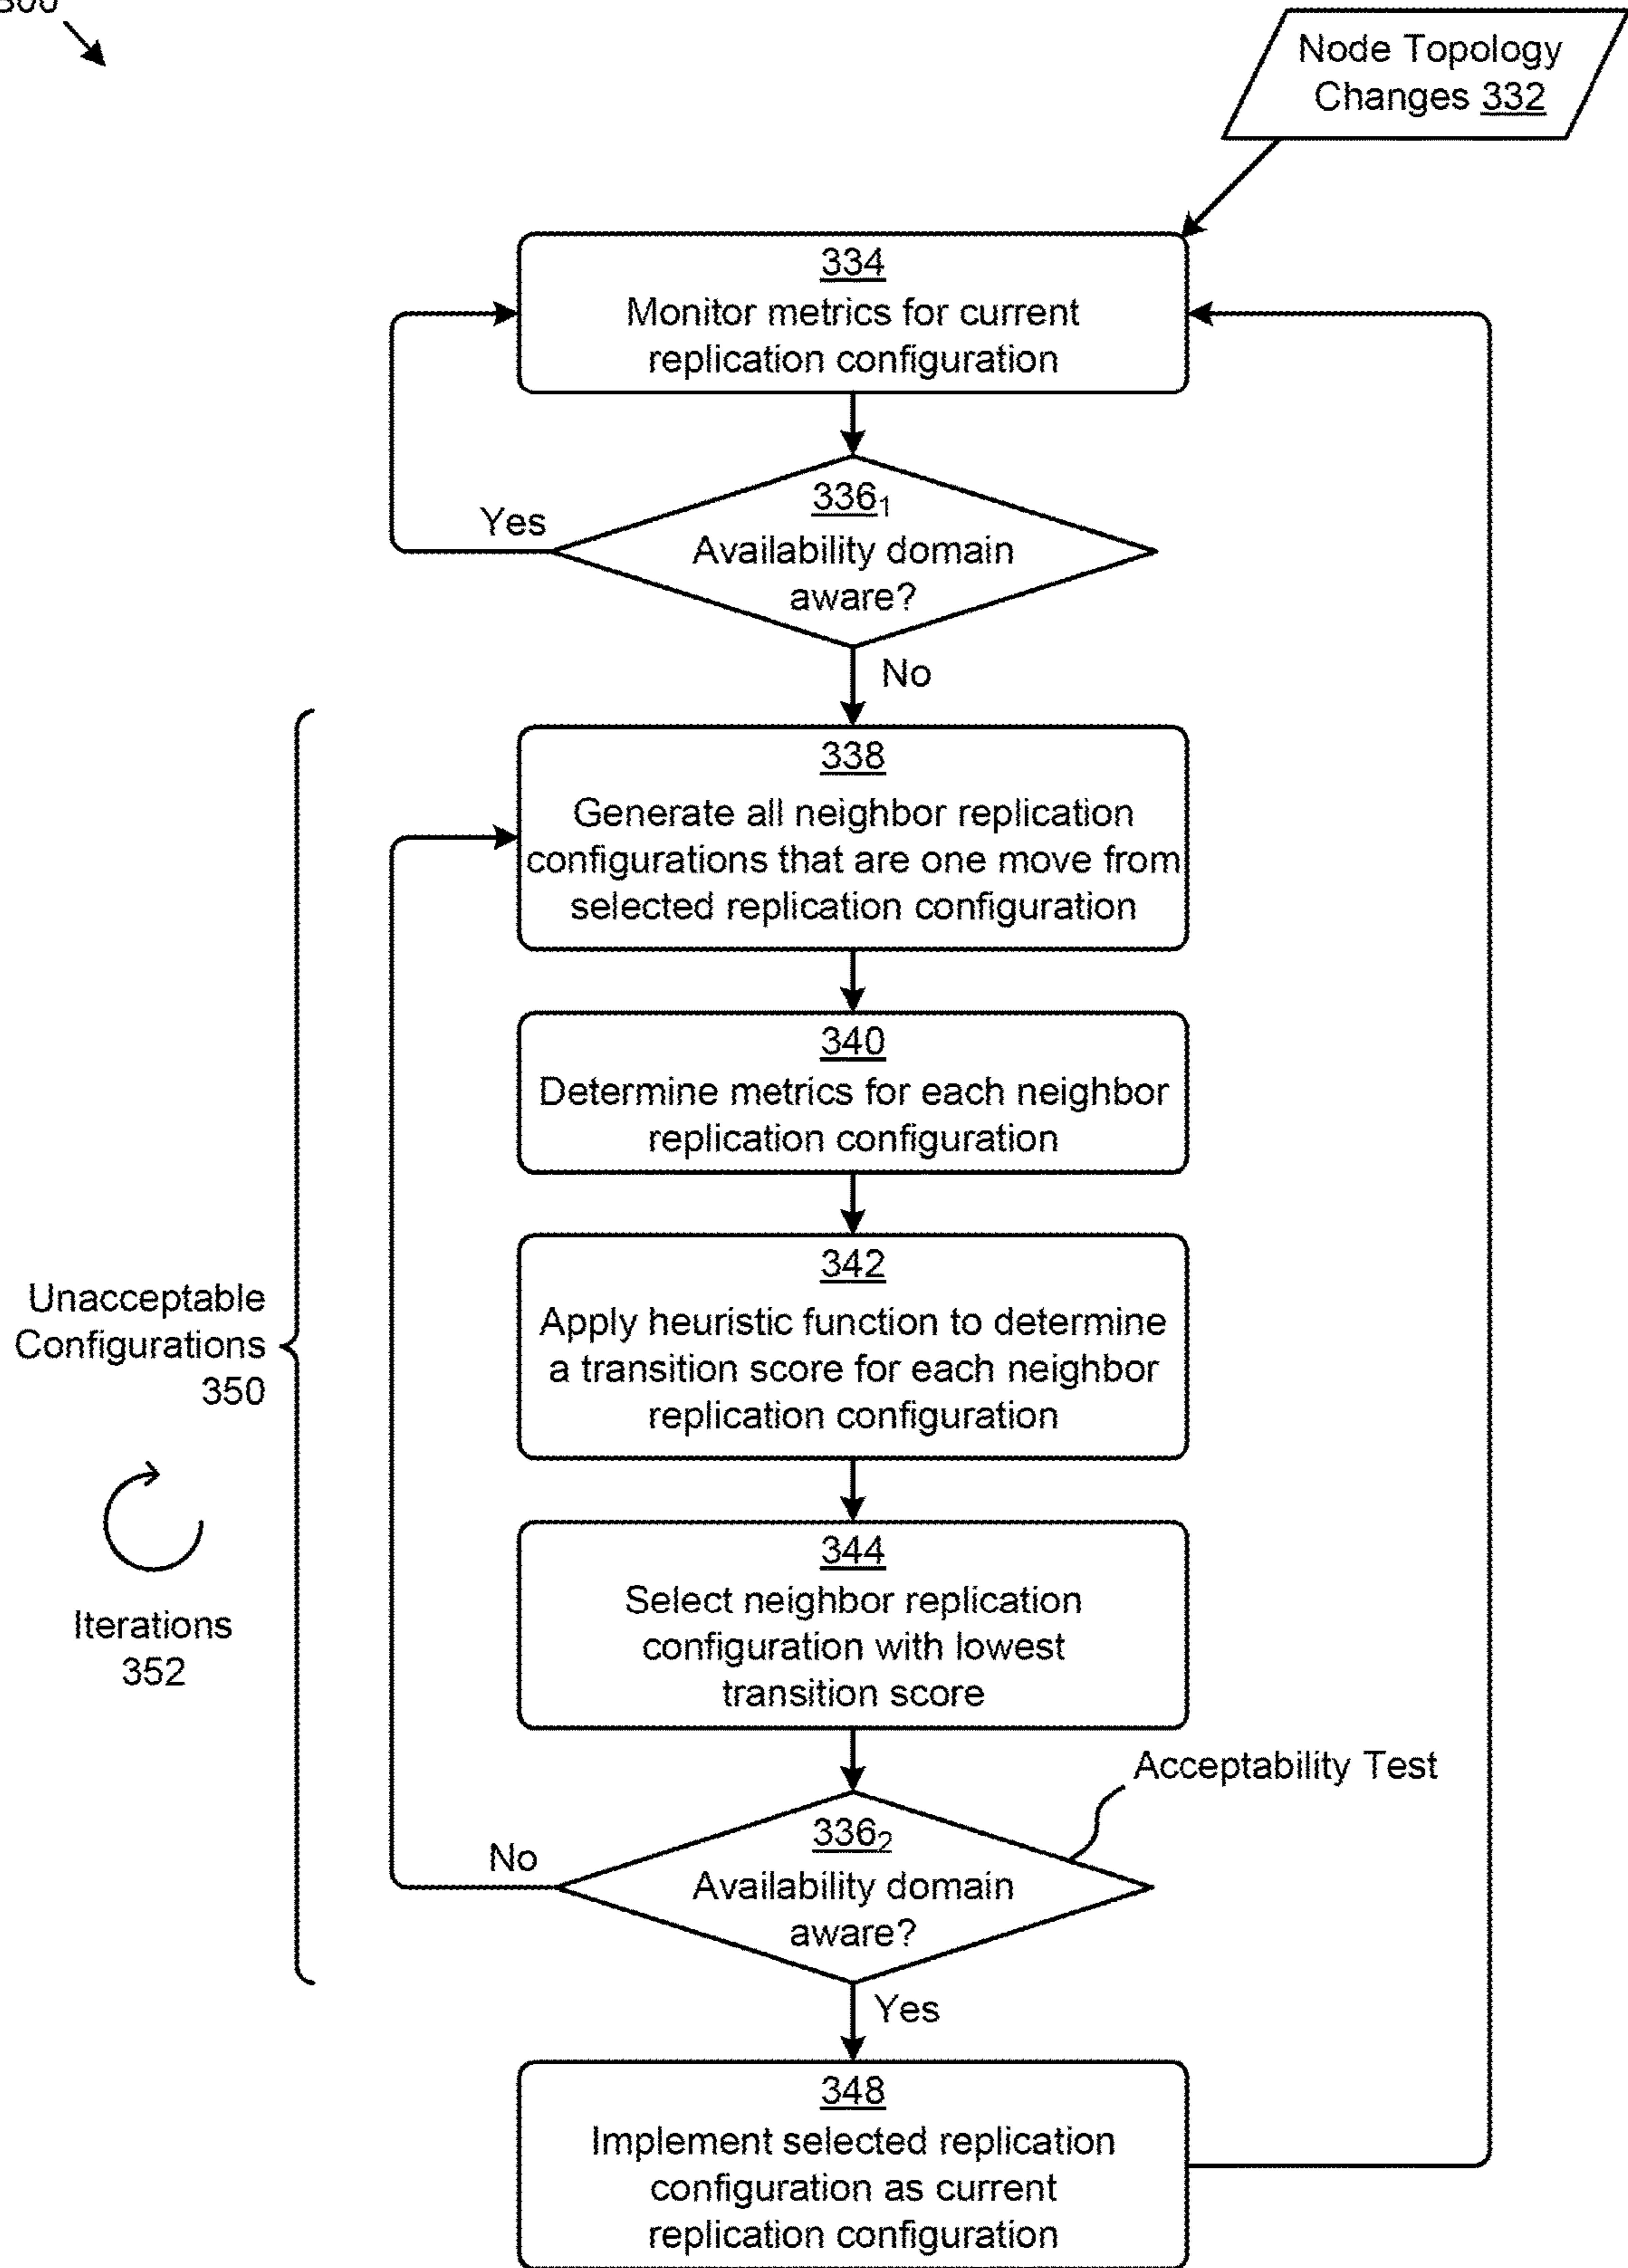 Node Topology
Changes 332
334
Monitor metrics for current
replication configuration
336₁
Availability domain
aware?
Yes
No
338
Generate all neighbor replication
configurations that are one move from
selected replication configuration
340
Determine metrics for each neighbor
replication configuration
342
Apply heuristic function to determine
a transition score for each neighbor
replication configuration
Unacceptable
Configurations
350
Iterations
352
344
Select neighbor replication
configuration with lowest
transition score
Acceptability Test
336₂
Availability domain
aware?
No
Yes
348
Implement selected replication
configuration as current
replication configuration